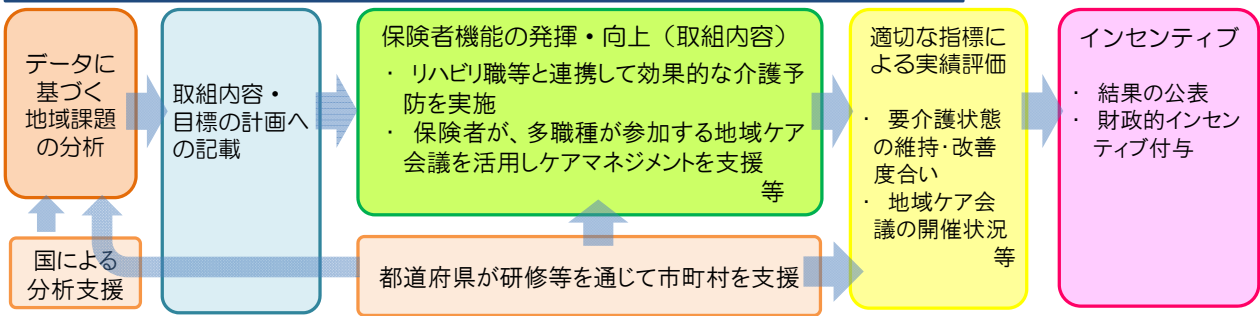 データに
基づく
地域課題
の分析
国による
分析支援
取組内容・
目標の計画へ
の記載
保険者機能の発揮・向上（取組内容）
・ リハビリ職等と連携して効果的な介護予
防を実施
・ 保険者が、多職種が参加する地域ケア
会議を活用しケアマネジメントを支援
等
都道府県が研修等を通じて市町村を支援
適切な指標に
よる実績評価
・ 要介護状態
の維持・改善
度合い
・ 地域ケア会
議の開催状況
等
インセンティブ
・ 結果の公表
・ 財政的インセン
ティブ付与